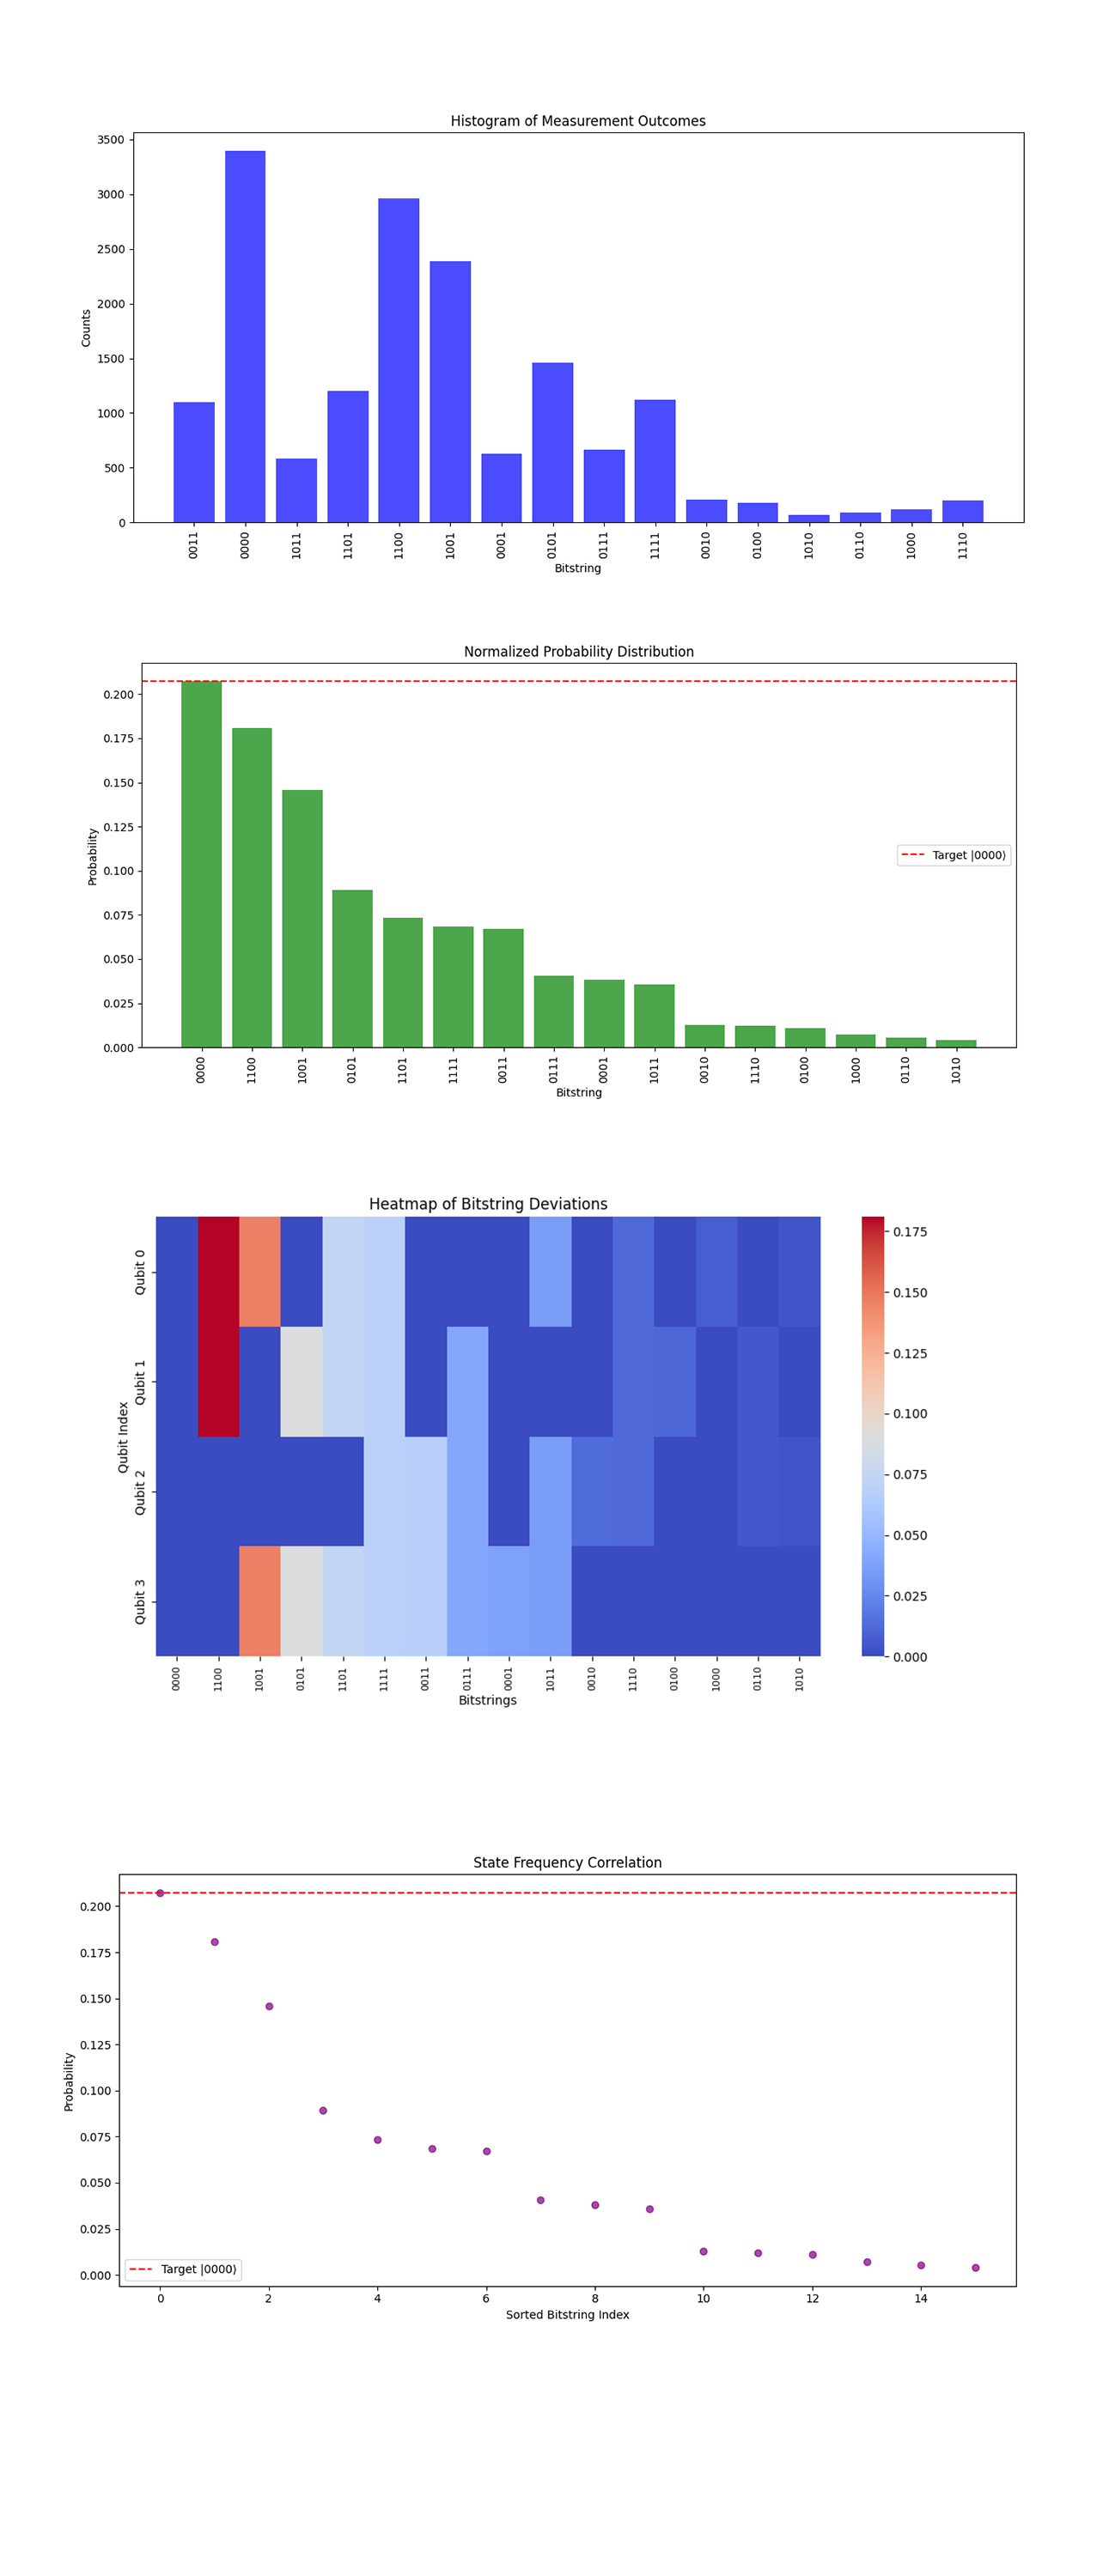 Histogram of Measurement Outcomes
3500
3000
2500
2000
1500
1000
500
0
Counts
0011 0000 1011 1101 1100 1001 0001 0101 0111 1111 0010 0100 1010 0110 1000 1110
Bitstring
Normalized Probability Distribution
0.200
0.175
0.150
0.125
0.100
0.075
0.050
0.025
0.000
Probability
Target |0000⟩
0000 1100 1001 0101 1101 1111 0011 0111 0001 1011 0010 1110 0100 1000 0110 1010
Bitstring
Heatmap of Bitstring Deviations
Qubit Index
Qubit 0
Qubit 1
Qubit 2
Qubit 3
0000 1100 1001 0101 1101 1111 0011 0111 0001 1011 0010 1110 0100 1000 0110 1010
Bitstrings
0.175
0.150
0.125
0.100
0.075
0.050
0.025
0.000
State Frequency Correlation
0.200
0.175
0.150
0.125
0.100
0.075
0.050
0.025
0.000
Probability
Target |0000⟩
0 2 4 6 8 10 12 14
Sorted Bitstring Index